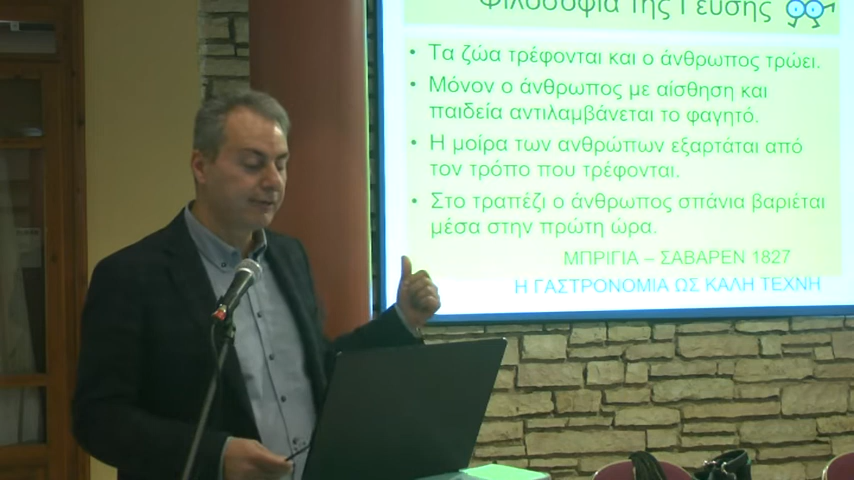 Φιλοσοφία της Γεύσης
• Τα ζώα τρέφονται και ο άνθρωπος τρώει.
• Μόνον ο άνθρωπος με αίσθηση και
παιδεία αντιλαμβάνεται το φαγητό.
• Η μοίρα των ανθρώπων εξαρτάται από
τον τρόπο που τρέφονται.
• Στο τραπέζι ο άνθρωπος σπάνια βαριέται
μέσα στην πρώτη ώρα.
ΜΠΡΙΓΙΑ – ΣΑΒΑΡΕΝ 1827
Η ΓΑΣΤΡΟΝΟΜΙΑ ΩΣ ΚΑΛΗ ΤΕΧΝΗ